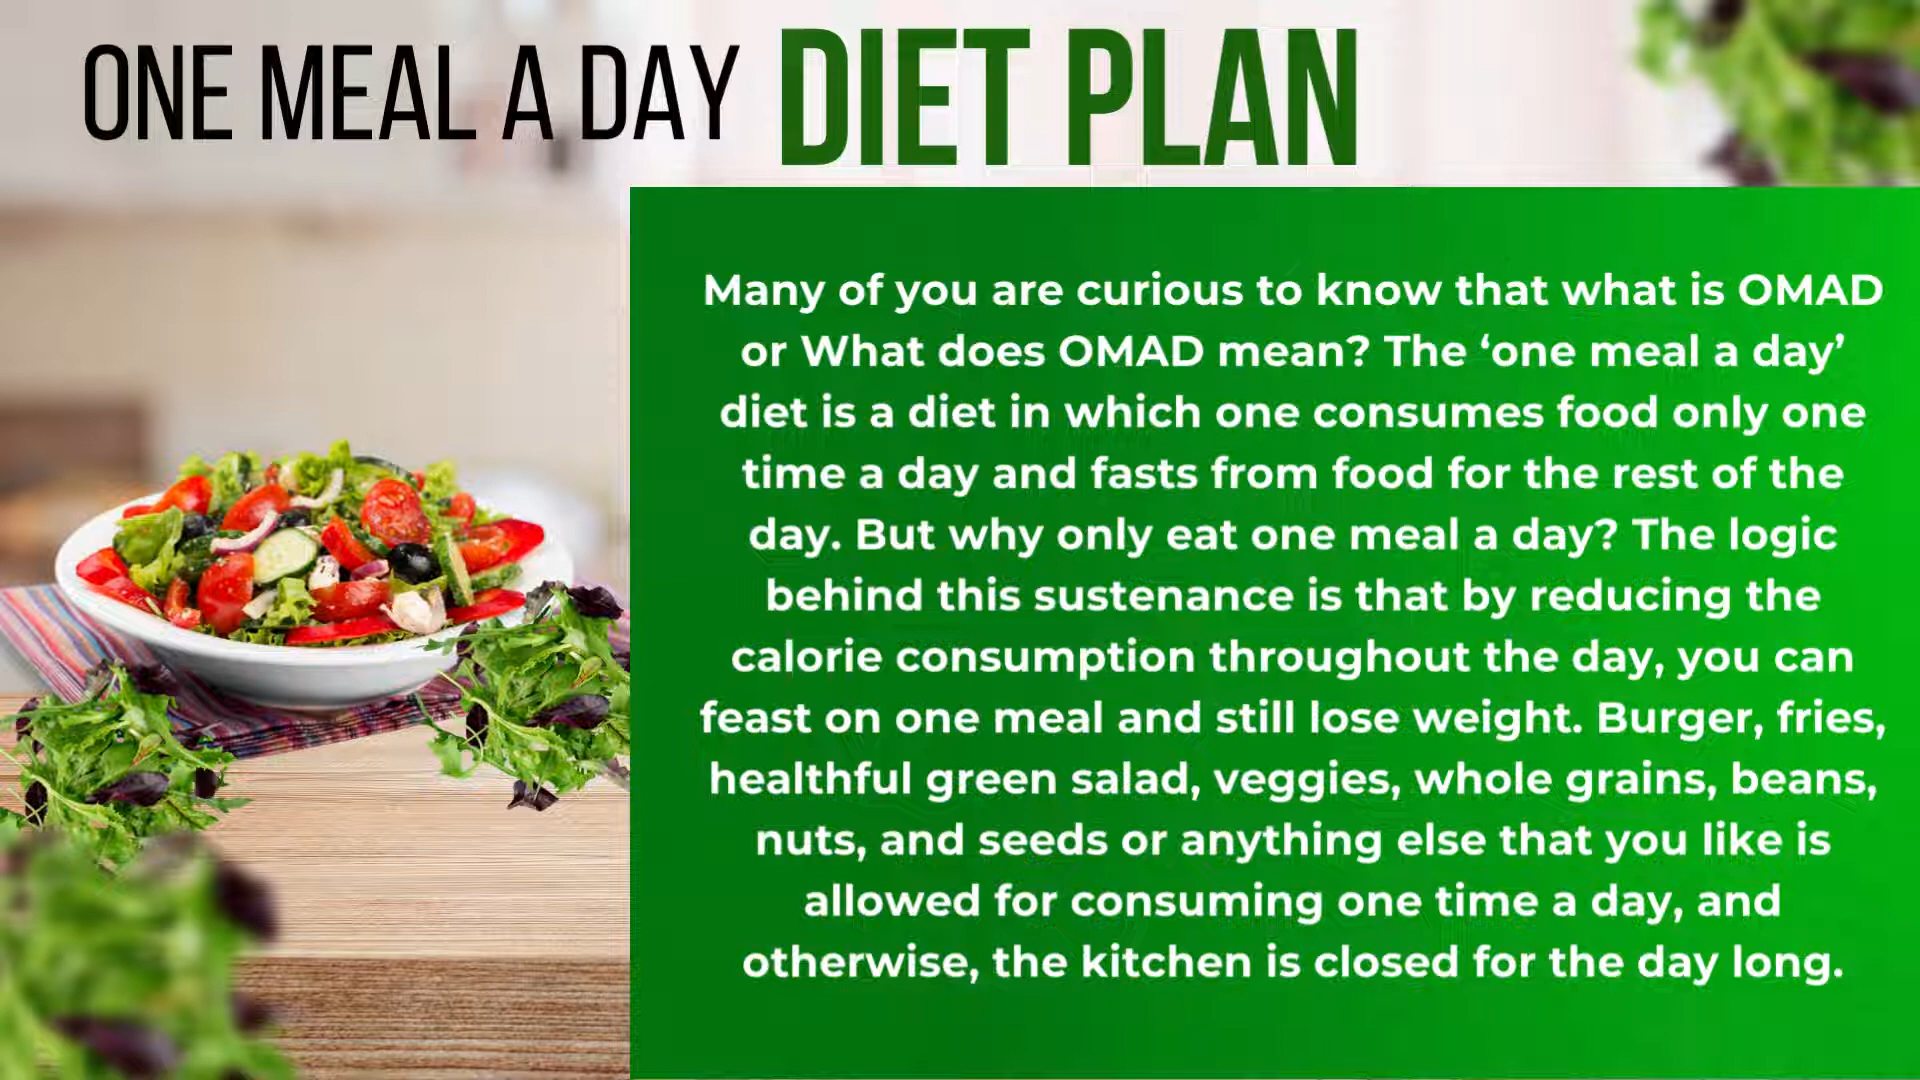 ONE MEAL A DAY DIET PLAN
Many of you are curious to know that what is OMAD
or What does OMAD mean? The ‘one meal a day’
diet is a diet in which one consumes food only one
time a day and fasts from food for the rest of the
day. But why only eat one meal a day? The logic
behind this sustenance is that by reducing the
calorie consumption throughout the day, you can
feast on one meal and still lose weight. Burger, fries,
healthful green salad, veggies, whole grains, beans,
nuts, and seeds or anything else that you like is
allowed for consuming one time a day, and
otherwise, the kitchen is closed for the day long.